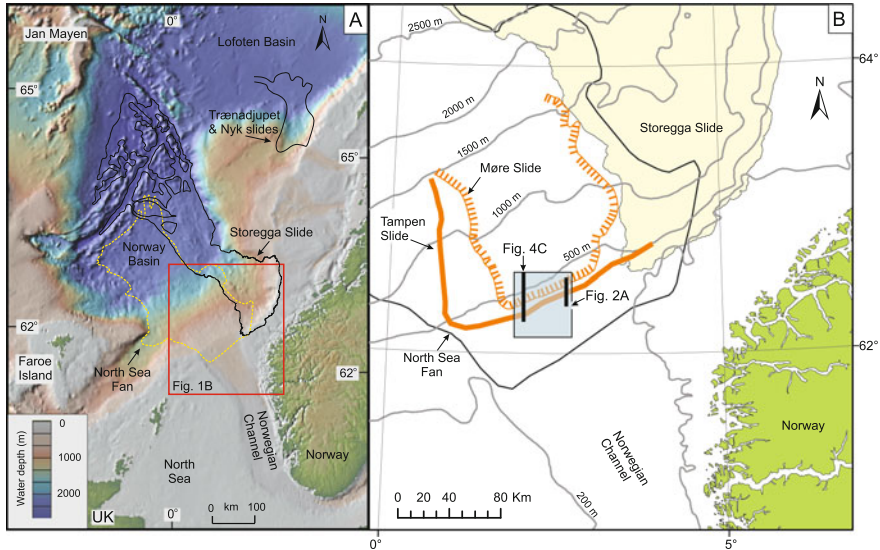 A
Jan Mayen
0°
Lofoten Basin
N
65°
Trænadjupet
& Nyk slides
65°
Storegga Slide
Norway
Basin
62°
Faroe
Island
North Sea
Fan
Fig. 1B
62°
Norwegian
Channel
Norway
North
Sea
Water depth (m)
0
1000
2000
UK
0°
km
0 100
B
2500 m
64°
2000 m
N
Storegga Slide
1500 m
Møre Slide
1000 m
Tampen
Slide
500 m
Fig. 4C
Fig. 2A
North Sea
Fan
62°
Norwegian
Channel
Norway
200 m
0 20 40 80 Km
0°
5°